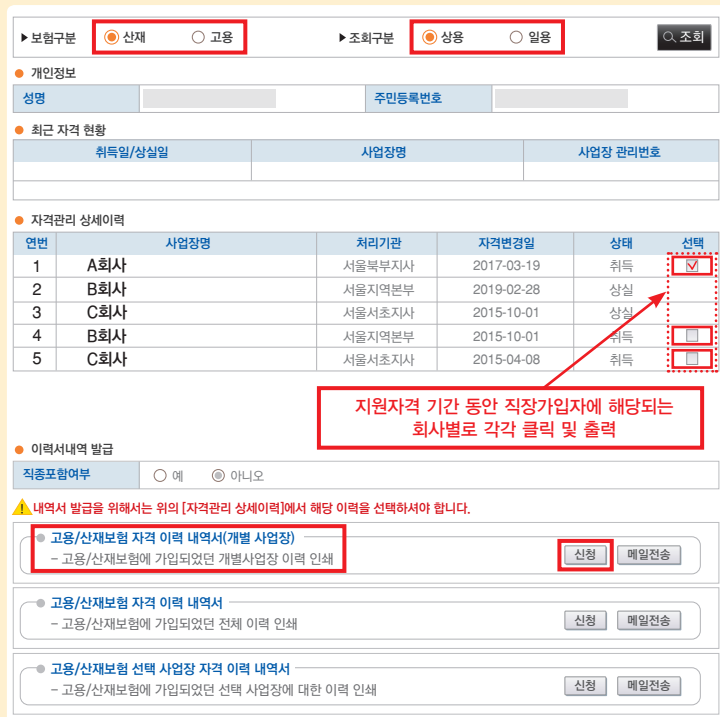 ▶보험구분 산재 고용 ▶조회구분 상용 일용 조회
개인정보
성명 주민등록번호
최근 자격 현황
취득일/상실일 사업장명 사업장 관리번호
자격관리 상세이력
연번 사업장명 처리기관 자격변경일 상태 선택
1 A회사 서울북부지사 2017-03-19 취득
2 B회사 서울지역본부 2019-02-28 상실
3 C회사 서울서초지사 2015-10-01 상실
4 B회사 서울지역본부 2015-10-01 취득
5 C회사 서울서초지사 2015-04-08 취득
지원자격 기간 동안 직장가입자에 해당되는
회사별로 각각 클릭 및 출력
이력서내역 발급
직종포함여부 예 아니오
내역서 발급을 위해서는 위의 [자격관리 상세이력]에서 해당 이력을 선택하셔야 합니다.
고용/산재보험 자격 이력 내역서(개별 사업장)
- 고용/산재보험에 가입되었던 개별사업장 이력 인쇄 신청 메일전송
고용/산재보험 자격 이력 내역서
- 고용/산재보험에 가입되었던 전체 이력 인쇄 신청 메일전송
고용/산재보험 선택 사업장 자격 이력 내역서
- 고용/산재보험에 가입되었던 선택 사업장에 대한 이력 인쇄 신청 메일전송